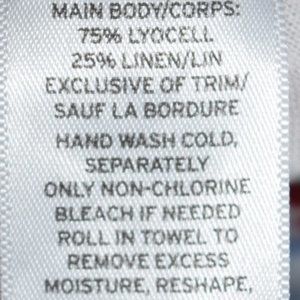 MAIN BODY/CORPS:
75% LYOCELL
25% LINEN/LIN
EXCLUSIVE OF TRIM/
SAUF LA BORDURE
HAND WASH COLD,
SEPARATELY
ONLY NON-CHLORINE
BLEACH IF NEEDED
ROLL IN TOWEL TO
REMOVE EXCESS
MOISTURE, RESHAPE,